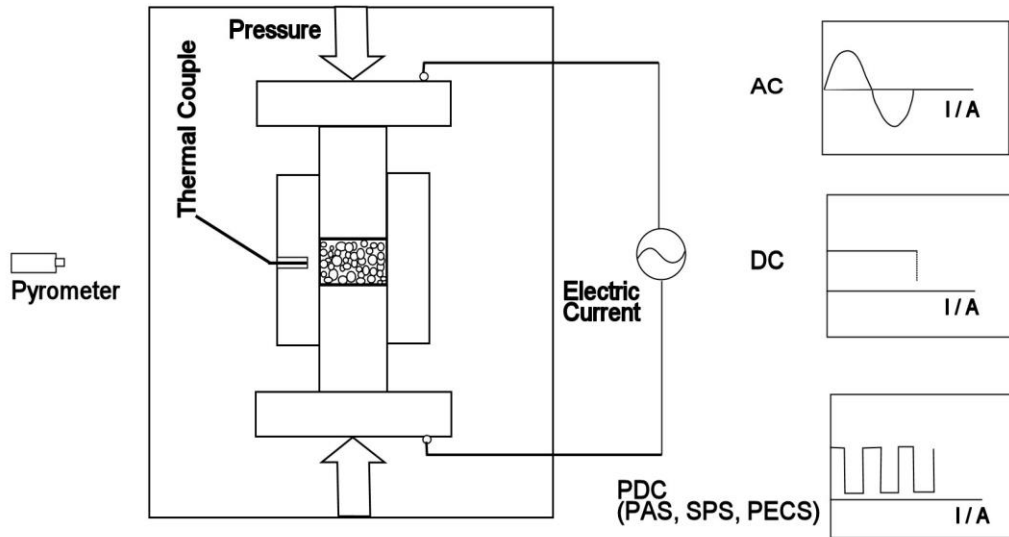 Pressure
Thermal Couple
Pyrometer
Electric
Current
AC
I / A
DC
I / A
PDC
(PAS, SPS, PECS)
I / A